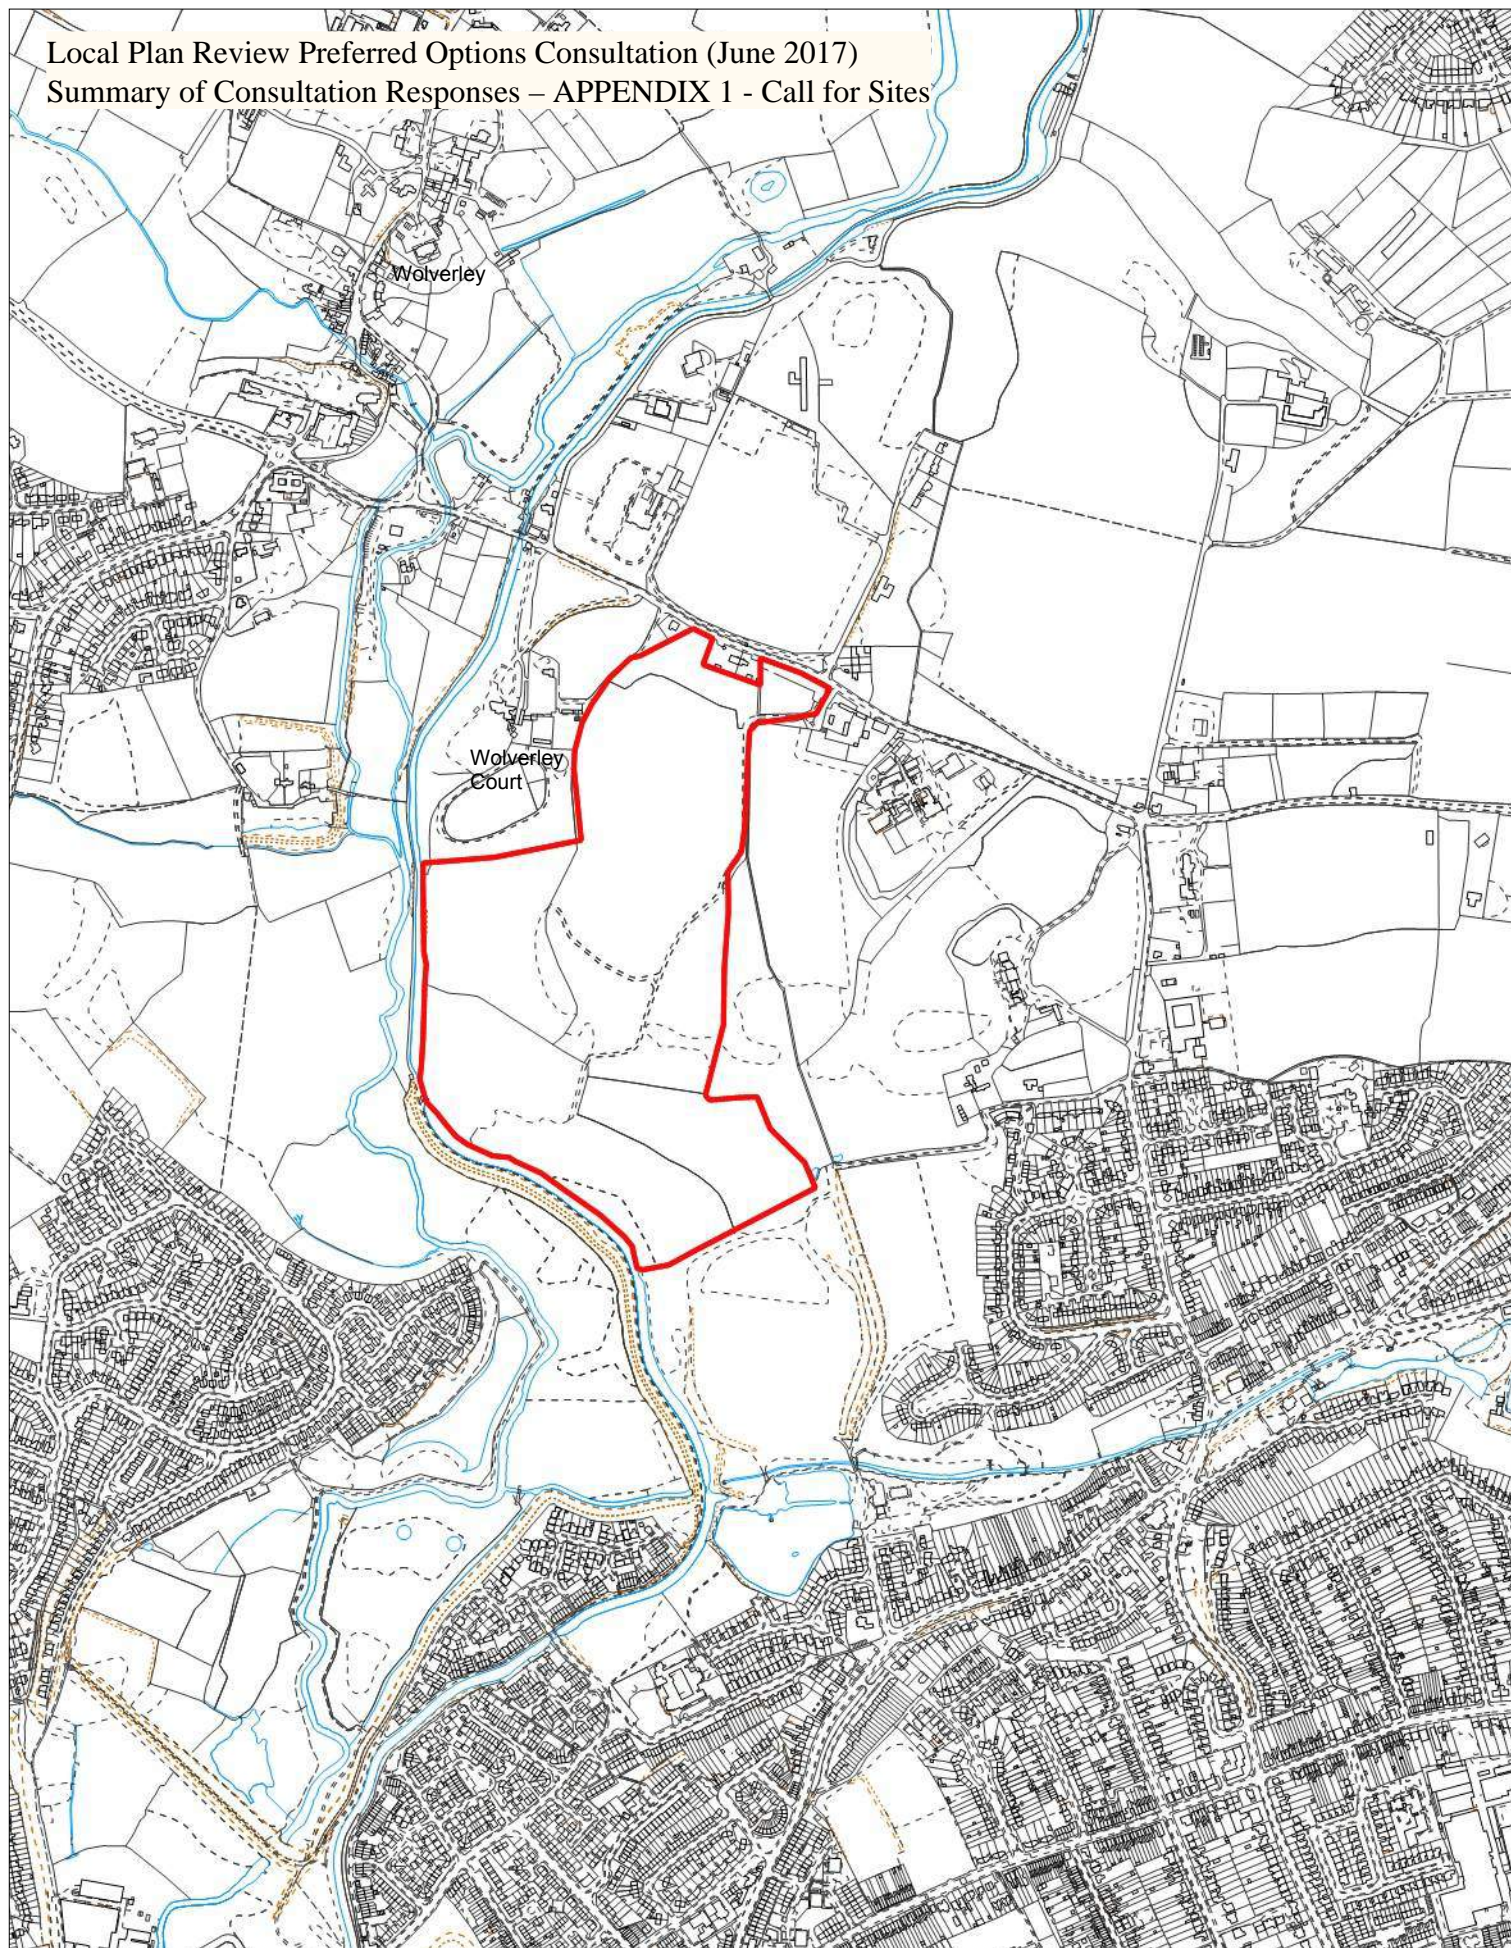 Local Plan Review Preferred Options Consultation (June 2017)
Summary of Consultation Responses – APPENDIX 1 - Call for Sites
Wolverley
Wolverley
Court